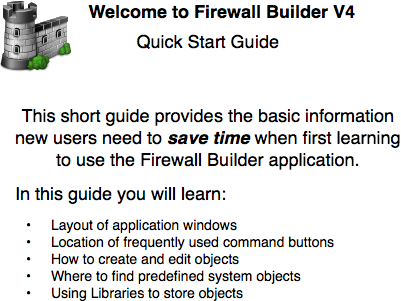 Welcome to Firewall Builder V4
Quick Start Guide
This short guide provides the basic information
new users need to save time when first learning
to use the Firewall Builder application.
In this guide you will learn:
• Layout of application windows
• Location of frequently used command buttons
• How to create and edit objects
• Where to find predefined system objects
• Using Libraries to store objects